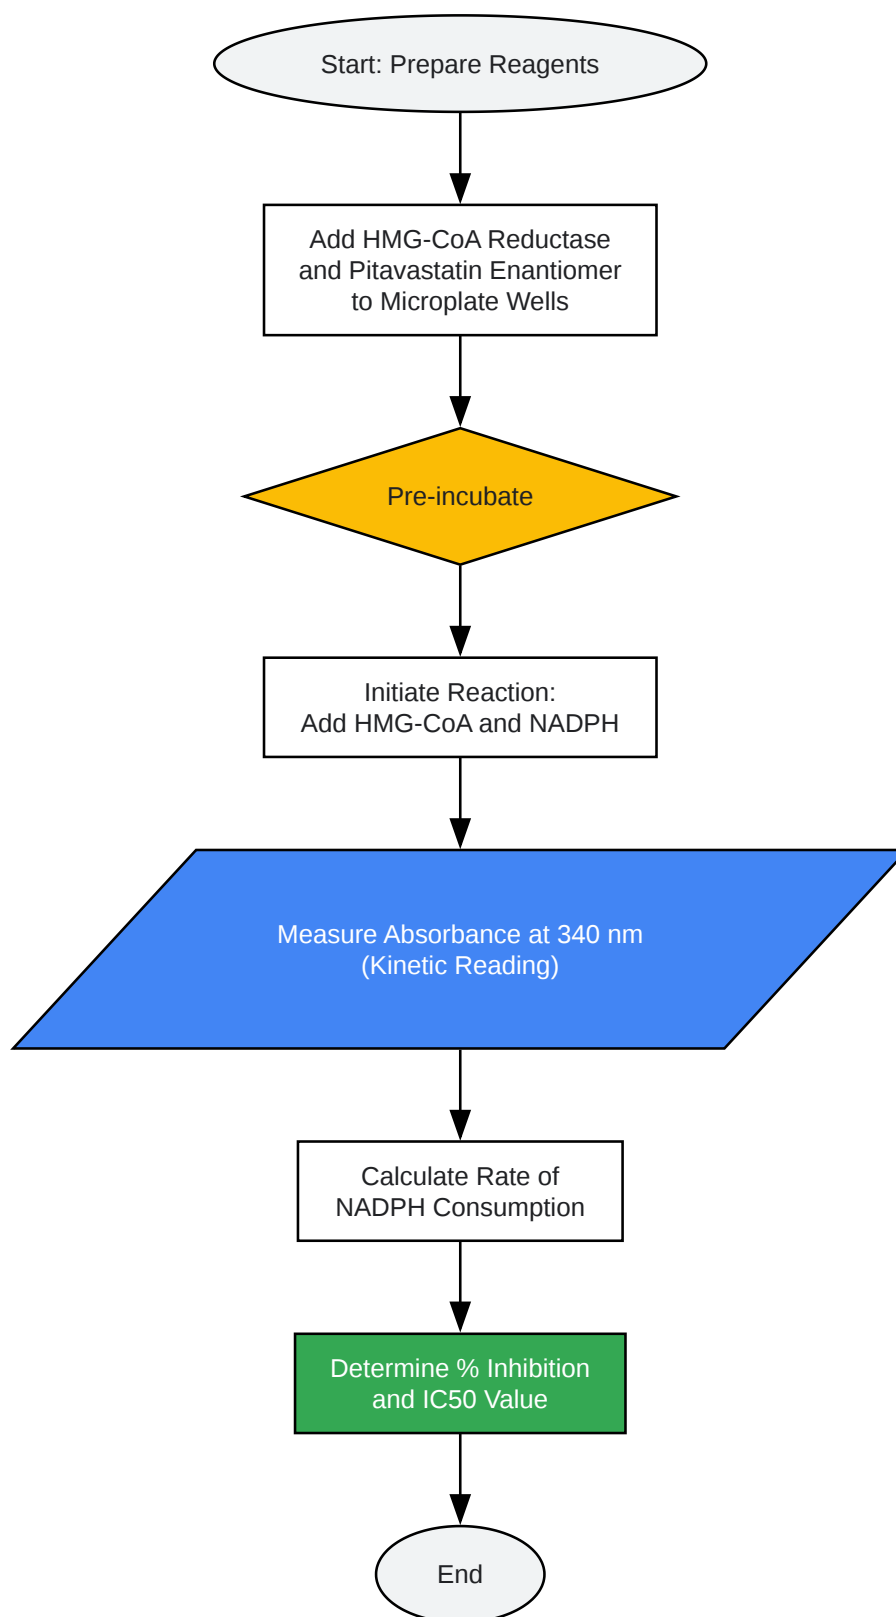 Start: Prepare Reagents
Add HMG-CoA Reductase
and Pitavastatin Enantiomer
to Microplate Wells
Pre-incubate
Initiate Reaction:
Add HMG-CoA and NADPH
Measure Absorbance at 340 nm
(Kinetic Reading)
Calculate Rate of
NADPH Consumption
Determine % Inhibition
and IC50 Value
End